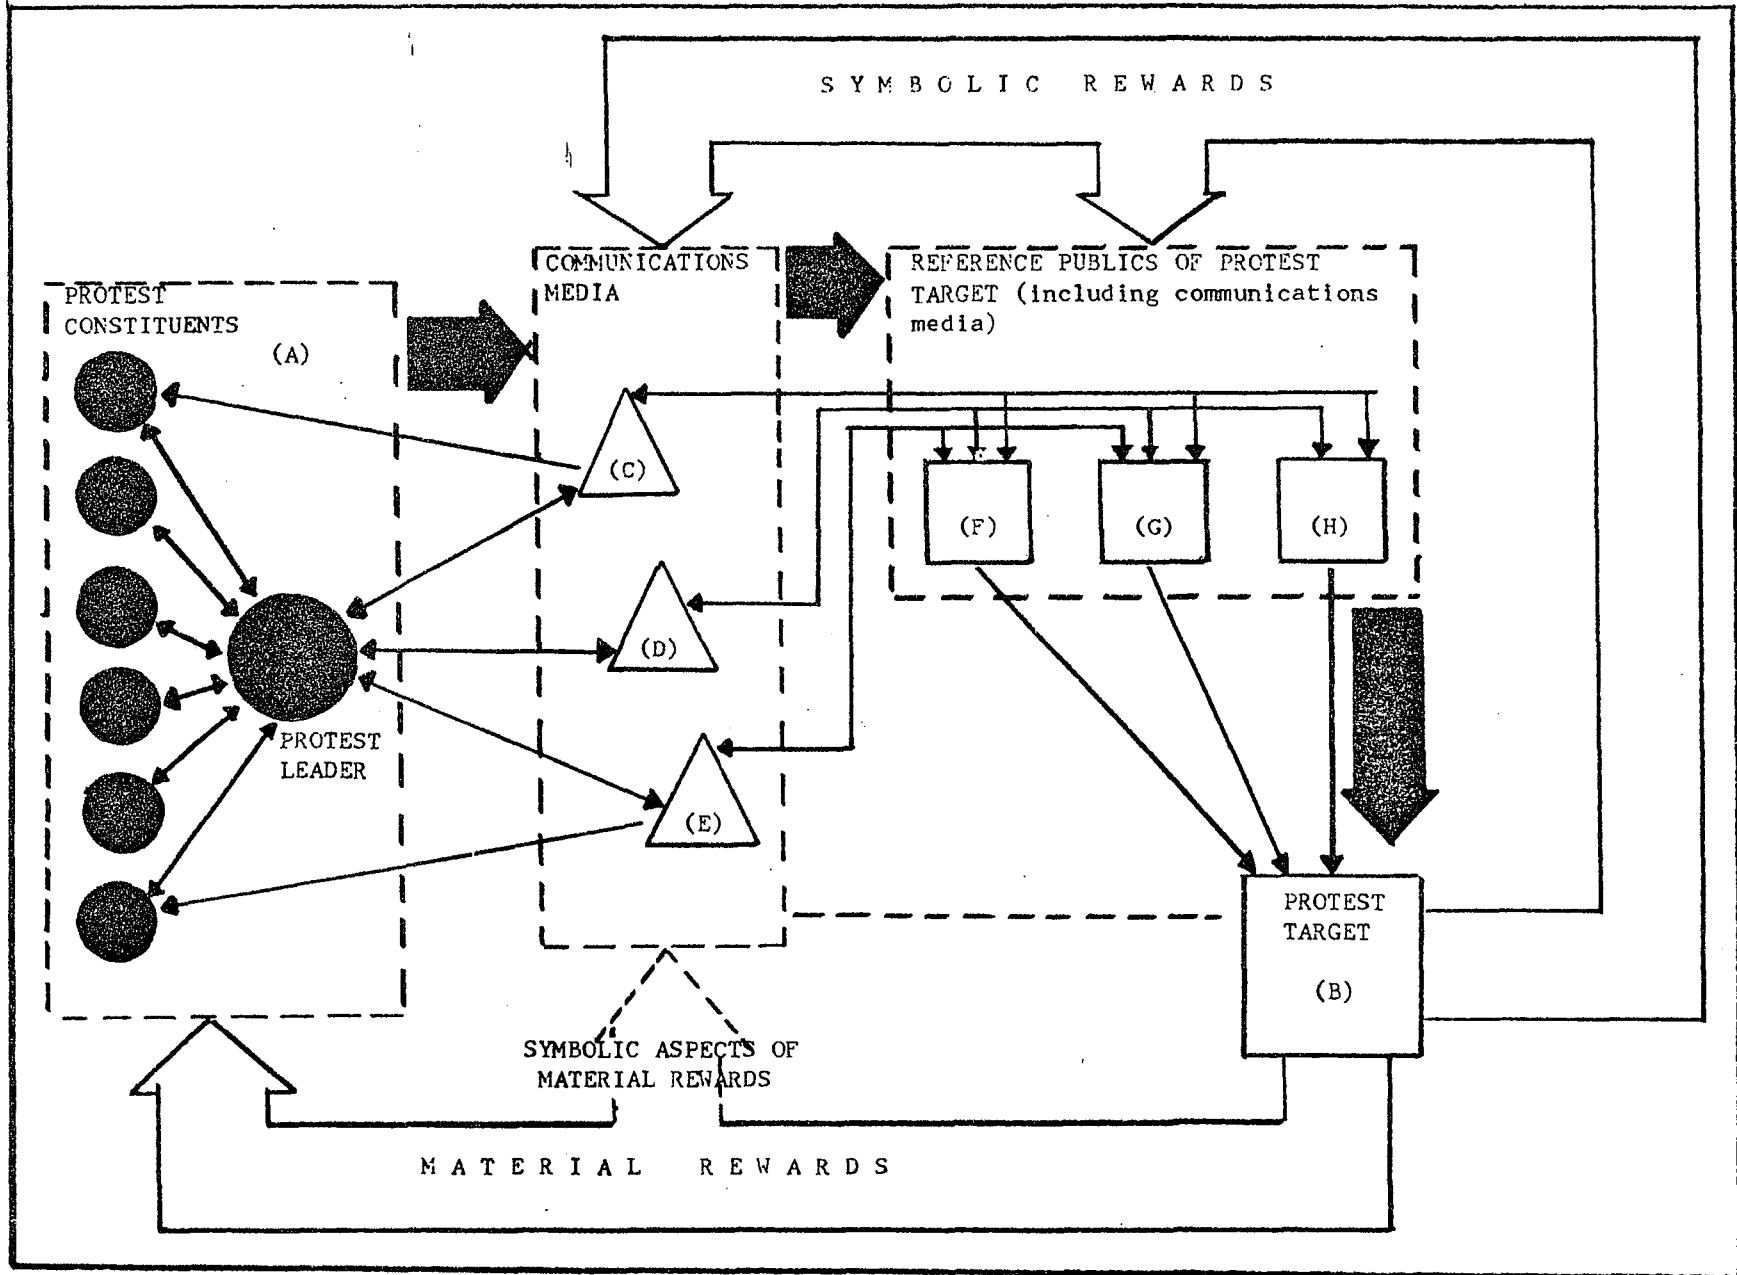 SYMBOLIC REWARDS
COMMUNICATIONS
MEDIA
REFERENCE PUBLICS OF PROTEST
TARGET (including communications
media)
PROTEST
CONSTITUENTS
(A)
(C)
(F)
(G)
(H)
(D)
PROTEST
LEADER
(E)
PROTEST
TARGET
(B)
SYMBOLIC ASPECTS OF
MATERIAL REWARDS
MATERIAL REWARDS